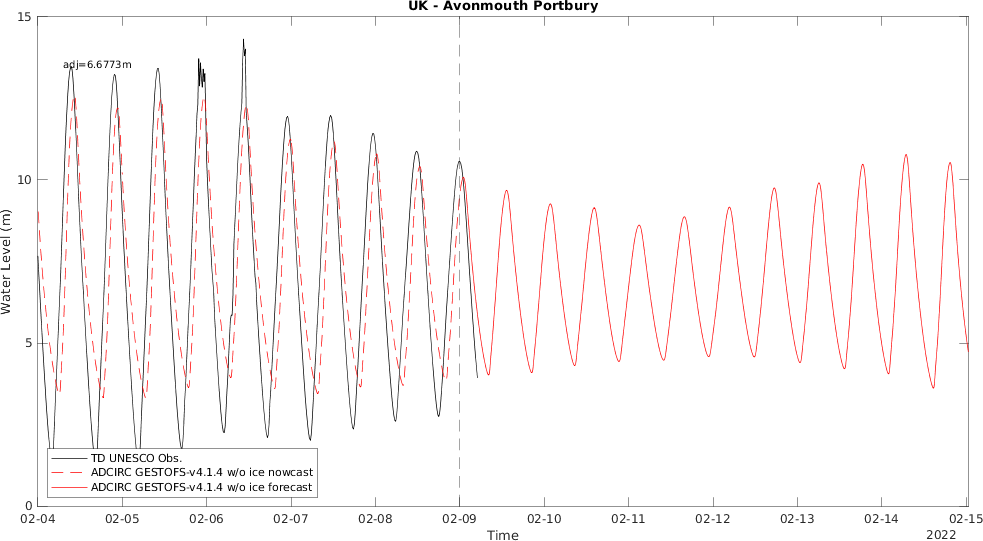 UK - Avonmouth Portbury
15
adj=6.6773m
10
Water Level (m)
5
TD UNESCO Obs.
ADCIRC GESTOFS-v4.1.4 w/o ice nowcast
ADCIRC GESTOFS-v4.1.4 w/o ice forecast
0
02-04 02-05 02-06 02-07 02-08 02-09 02-10 02-11 02-12 02-13 02-14 02-15
Time 2022